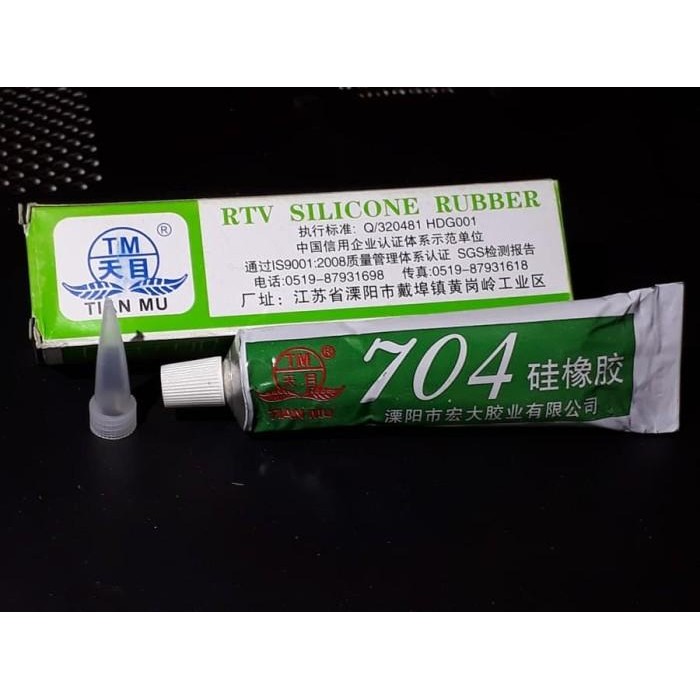 TM
天目
®
TIAN MU
RTV SILICONE RUBBER
执行标准: Q/320481 HDG001
中国信用企业认证体系示范单位
通过IS9001:2008质量管理体系认证 SGS检测报告
电话:0519-87931698 传真:0519-87931618
厂址: 江苏省溧阳市戴埠镇黄岗岭工业区
TM
天目
®
TIAN MU
704硅橡胶
溧阳市宏大胶业有限公司